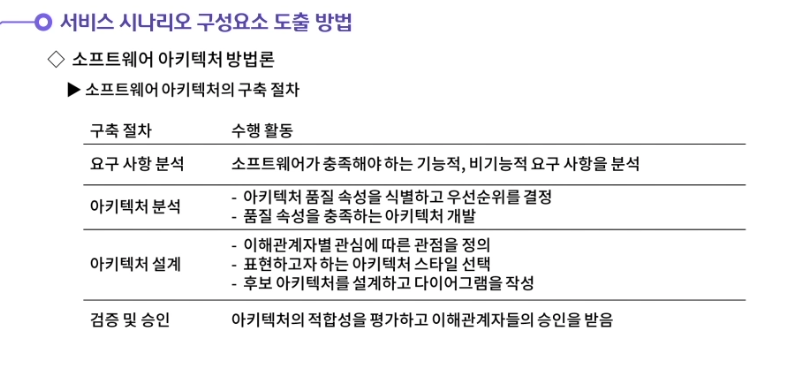 서비스 시나리오 구성요소 도출 방법
◇ 소프트웨어 아키텍처 방법론
▶ 소프트웨어 아키텍처의 구축 절차
구축 절차 수행 활동
요구 사항 분석 소프트웨어가 충족해야 하는 기능적, 비기능적 요구 사항을 분석
아키텍처 분석
- 아키텍처 품질 속성을 식별하고 우선순위를 결정
- 품질 속성을 충족하는 아키텍처 개발
아키텍처 설계
- 이해관계자별 관심에 따른 관점을 정의
- 표현하고자 하는 아키텍처 스타일 선택
- 후보 아키텍처를 설계하고 다이어그램을 작성
검증 및 승인 아키텍처의 적합성을 평가하고 이해관계자들의 승인을 받음